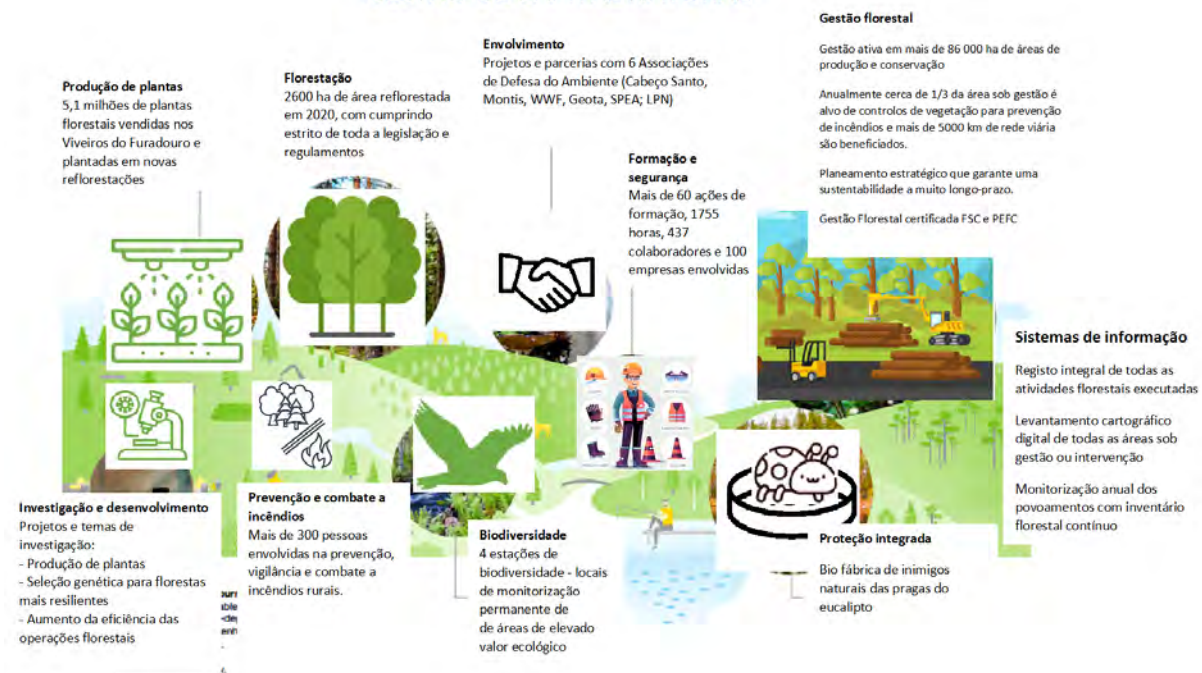 Produção de plantas
5,1 milhões de plantas
florestais vendidas nos
Viveiros do Furadouro e
plantadas em novas
reflorestações
Florestação
2600 ha de área reflorestada
em 2020, com cumprindo
estrito de toda a legislação e
regulamentos
Envolvimento
Projetos e parcerias com 6 Associações
de Defesa do Ambiente (Cabeço Santo,
Montis, WWF, Geota, SPEA; LPN)
Formação e
segurança
Mais de 60 ações de
formação, 1755
horas, 437
colaboradores e 100
empresas envolvidas
Gestão florestal
Gestão ativa em mais de 86 000 ha de áreas de
produção e conservação
Anualmente cerca de 1/3 da área sob gestão é
alvo de controlos de vegetação para prevenção
de incêndios e mais de 5000 km de rede viária
são beneficiados.
Planeamento estratégico que garante uma
sustentabilidade a muito longo-prazo.
Gestão Florestal certificada FSC e PEFC
Sistemas de informação
Registo integral de todas as
atividades florestais executadas
Levantamento cartográfico
digital de todas as áreas sob
gestão ou intervenção
Monitorização anual dos
povoamentos com inventário
florestal contínuo
Investigação e desenvolvimento
Projetos e temas de
investigação:
- Produção de plantas
- Seleção genética para florestas
mais resilientes
- Aumento da eficiência das
operações florestais
Prevenção e combate a
incêndios
Mais de 300 pessoas
envolvidas na prevenção,
vigilância e combate a
incêndios rurais.
Biodiversidade
4 estações de
biodiversidade - locais
de monitorização
permanente de
de áreas de elevado
valor ecológico
Proteção integrada
Bio fábrica de inimigos
naturais das pragas do
eucalipto